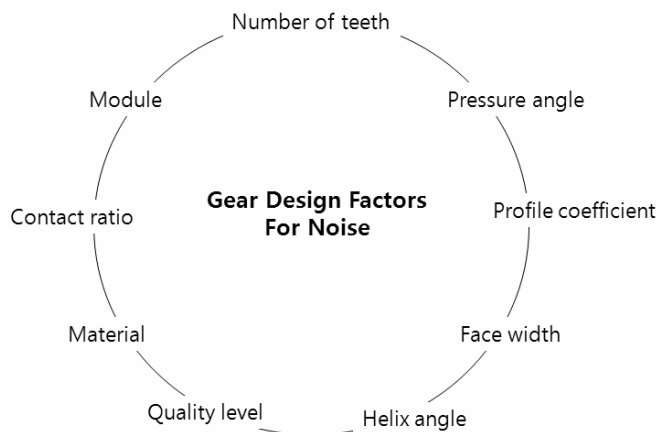 Number of teeth
Module
Pressure angle
Gear Design Factors
For Noise
Contact ratio
Profile coefficient
Material
Face width
Quality level
Helix angle